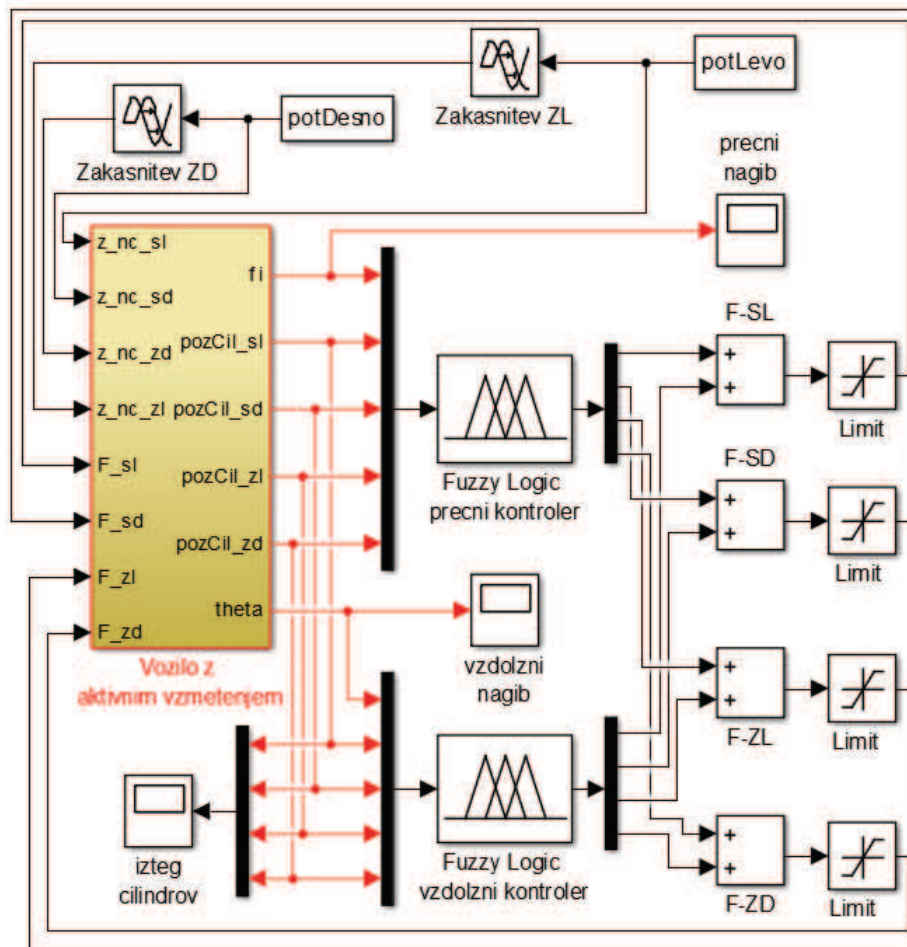 potLevo
Zakasnitev ZL
potDesno
Zakasnitev ZD
precni
nagib
z_nc_sl
z_nc_sd
z_nc_zd
z_nc_zl
F_sl
F_sd
F_zl
F_zd
fi
pozCil_sl
pozCil_sd
pozCil_zl
pozCil_zd
theta
Vozilo z
aktivnim vzmetenjem
Fuzzy Logic
precni kontroler
F-SL
+
+
Limit
F-SD
+
+
Limit
vzdolzni
nagib
+
+
F-ZL
Limit
izteg
cilindrov
Fuzzy Logic
vzdolzni kontroler
+
+
F-ZD
Limit